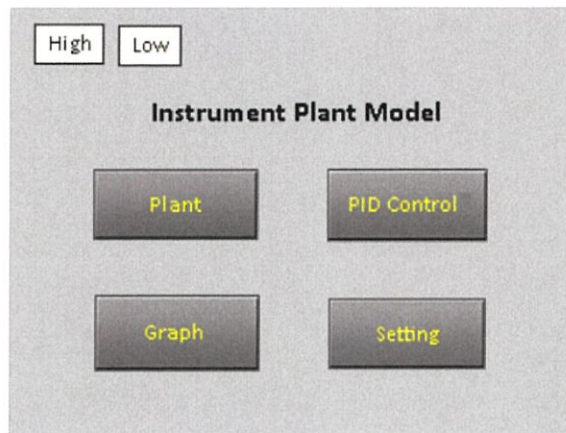 High Low
Instrument Plant Model
Plant PID Control
Graph Setting